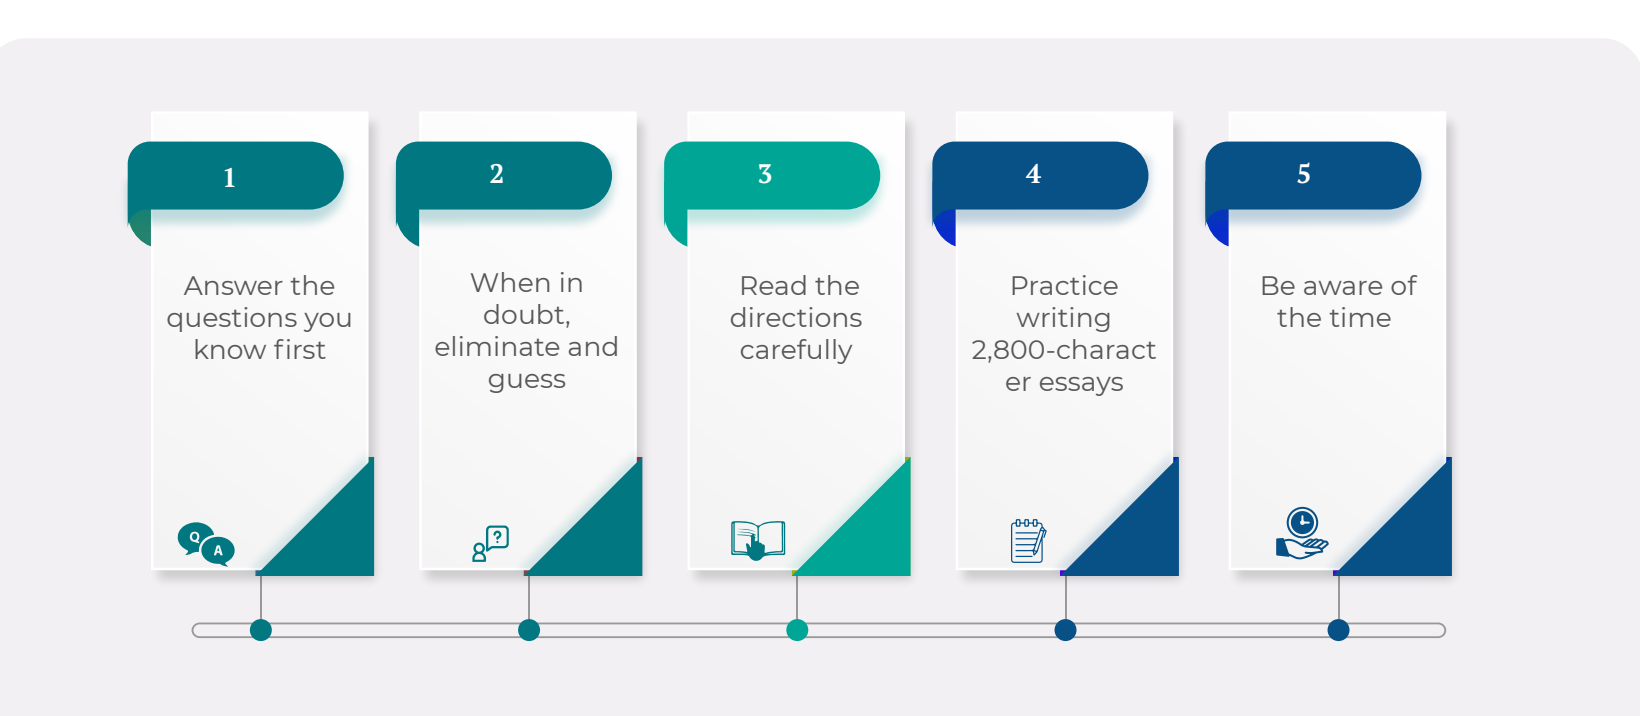 1
Answer the
questions you
know first
Q
A
2
When in
doubt,
eliminate and
guess
?
3
Read the
directions
carefully
4
Practice
writing
2,800-charact
er essays
5
Be aware of
the time